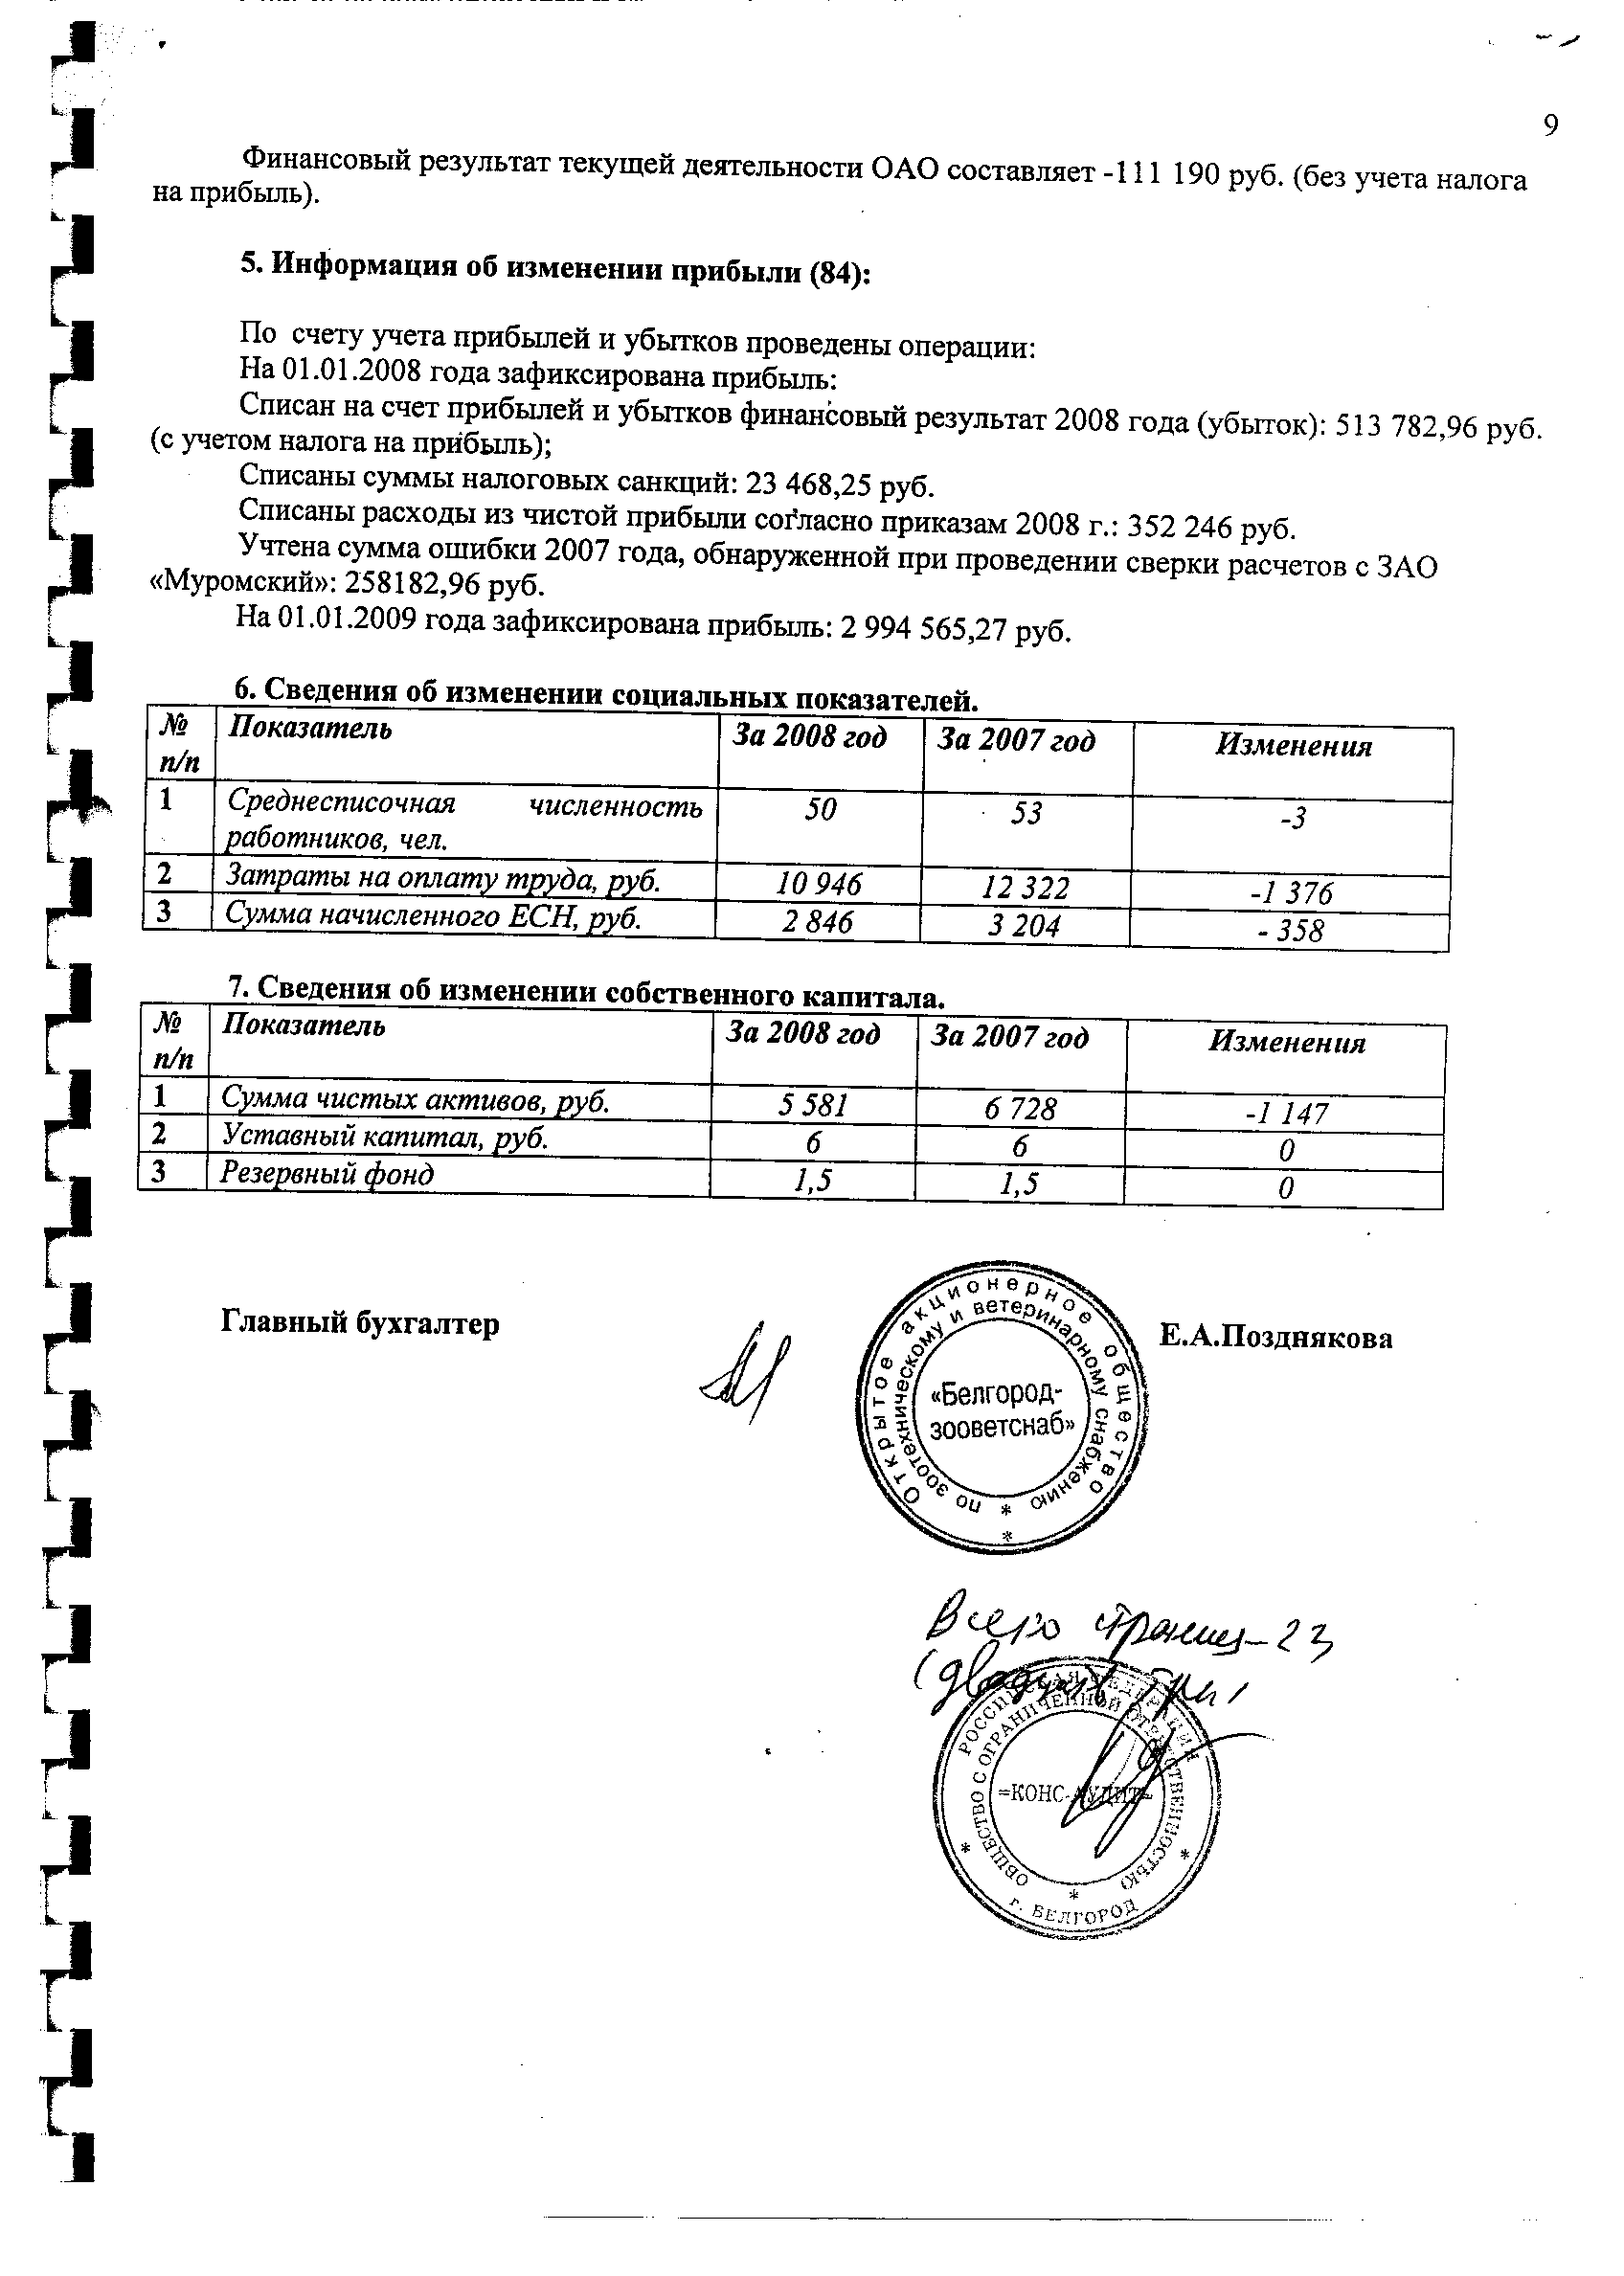 9
Финансовый результат текущей деятельности ОАО составляет -111 190 руб. (без учета налога
на прибыль).
5. Информация об изменении прибыли (84):
По счету учета прибылей и убытков проведены операции:
На 01.01.2008 года зафиксирована прибыль:
Списан на счет прибылей и убытков финансовый результат 2008 года (убыток): 513 782,96 руб.
(с учетом налога на прибыль);
Списаны суммы налоговых санкций: 23 468,25 руб.
Списаны расходы из чистой прибыли согласно приказам 2008 г.: 352 246 руб.
Учтена сумма ошибки 2007 года, обнаруженной при проведении сверки расчетов с ЗАО
«Муромский»: 258182,96 руб.
На 01.01.2009 года зафиксирована прибыль: 2 994 565,27 руб.
6. Сведения об изменении социальных показателей.
№ п/п Показатель За 2008 год За 2007 год Изменения
1 Среднесписочная численность работников, чел. 50 53 -3
2 Затраты на оплату труда, руб. 10 946 12 322 -1 376
3 Сумма начисленного ЕСН, руб. 2 846 3 204 - 358
7. Сведения об изменении собственного капитала.
№ п/п Показатель За 2008 год За 2007 год Изменения
1 Сумма чистых активов, руб. 5 581 6 728 -1 147
2 Уставный капитал, руб. 6 6 0
3 Резервный фонд 1,5 1,5 0
Главный бухгалтер Е.А.Позднякова
Открытое акционерное общество *
по зоотехническому и ветеринарному снабжению *
«Белгород-
зооветснаб»
Всего страниц-23
(двадцать три)
РОССИЙСКАЯ ФЕДЕРАЦИЯ
ОБЩЕСТВО С ОГРАНИЧЕННОЙ ОТВЕТСТВЕННОСТЬЮ *
=КОНС-АУДИТ=
* г. БЕЛГОРОД *